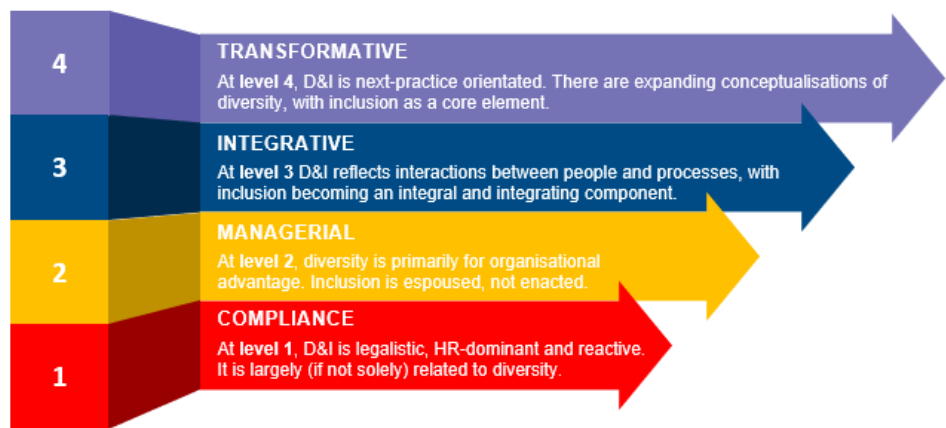 4
TRANSFORMATIVE
At level 4, D&I is next-practice orientated. There are expanding conceptualisations of
diversity, with inclusion as a core element.
3
INTEGRATIVE
At level 3 D&I reflects interactions between people and processes, with
inclusion becoming an integral and integrating component.
2
MANAGERIAL
At level 2, diversity is primarily for organisational
advantage. Inclusion is espoused, not enacted.
1
COMPLIANCE
At level 1, D&I is legalistic, HR-dominant and reactive.
It is largely (if not solely) related to diversity.